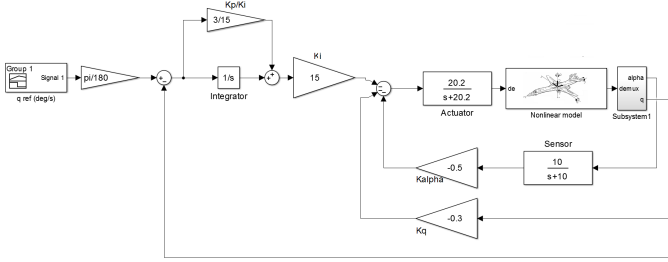 Kp/Ki
3/15
Group 1
Signal 1
q ref (deg/s)
pi/180
+
−
1/s
Integrator
+
+
Ki
15
−
−
−
20.2
s+20.2
Actuator
de
Nonlinear model
alpha
demux
q
Subsystem1
Sensor
10
s+10
-0.5
Kalpha
-0.3
Kq